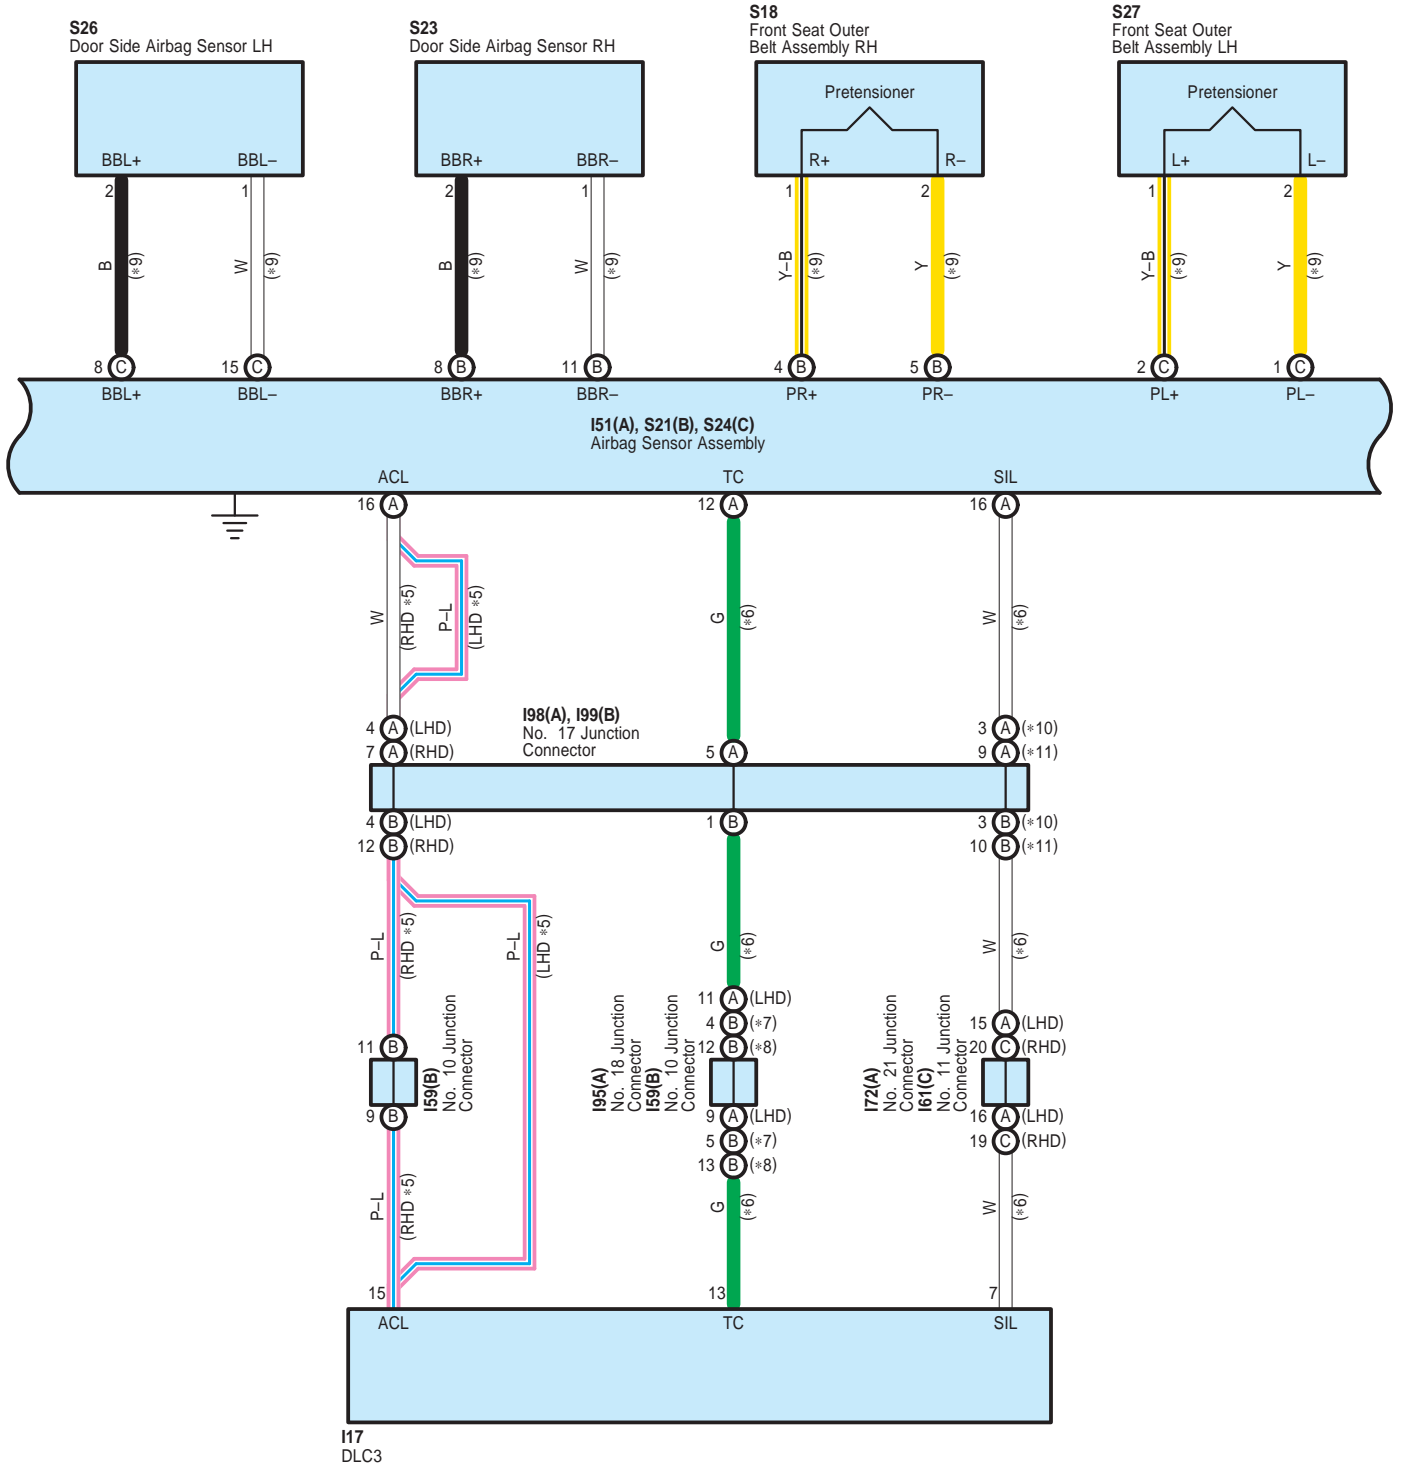 S26
Door Side Airbag Sensor LH
S23
Door Side Airbag Sensor RH
S18
Front Seat Outer
Belt Assembly RH
S27
Front Seat Outer
Belt Assembly LH
Pretensioner
Pretensioner
BBL+ BBL– BBR+ BBR– R+ R– L+ L–
2 1 2 1 1 2 1 2
B (*9) W (*9) B (*9) W (*9) Y–B (*9) Y (*9) Y–B (*9) Y (*9)
8 C 15 C 8 B 11 B 4 B 5 B 2 C 1 C
BBL+ BBL– BBR+ BBR– PR+ PR– PL+ PL–
I51(A), S21(B), S24(C)
Airbag Sensor Assembly
ACL TC SIL
16 A 12 A 16 A
W (RHD *5) P–L (LHD *5) G (*6) W (*6)
I98(A), I99(B)
No. 17 Junction
Connector
4 A (LHD) 3 A (*10)
7 A (RHD) 5 A 9 A (*11)
4 B (LHD) 1 B 3 B (*10)
12 B (RHD) 10 B (*11)
P–L (RHD *5) P–L (LHD *5) G (*6) W (*6)
11 A (LHD)
4 B (*7) 15 A (LHD)
11 B 12 B (*8) 20 C (RHD)
I59(B)
No. 10 Junction
Connector
I95(A)
No. 18 Junction
Connector
I59(B)
No. 10 Junction
Connector
I72(A)
No. 21 Junction
Connector
I61(C)
No. 11 Junction
Connector
9 B 9 A (LHD) 16 A (LHD)
5 B (*7) 19 C (RHD)
13 B (*8)
P–L (RHD *5) G (*6) W (*6)
15 13 7
ACL TC SIL
I17
DLC3